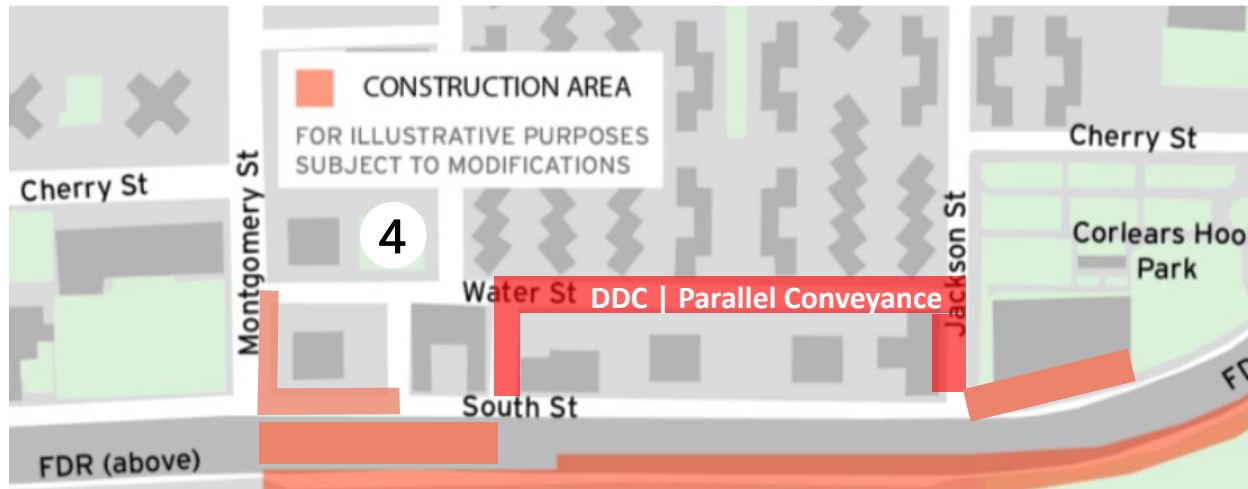 CONSTRUCTION AREA
FOR ILLUSTRATIVE PURPOSES
SUBJECT TO MODIFICATIONS
Cherry St
Cherry St
Montgomery St
4
Jackson St
Corlears Hoo
Park
Water St
DDC | Parallel Conveyance
South St
FD
FDR (above)